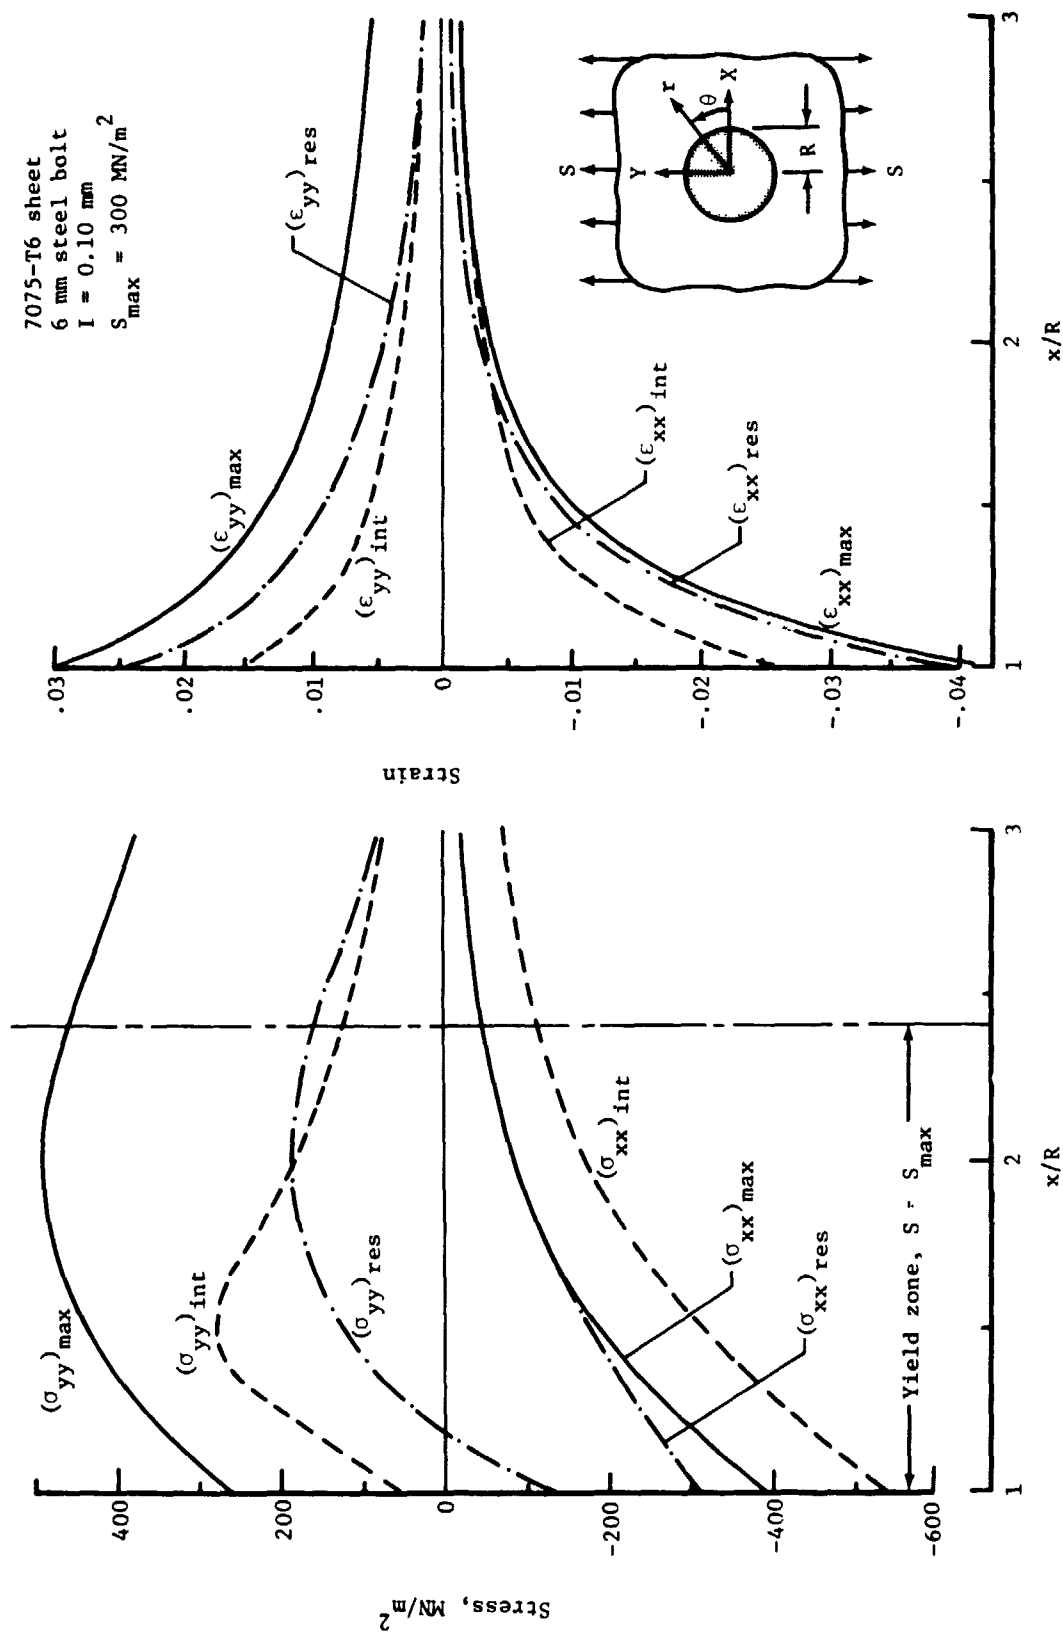 7075-T6 sheet
6 mm steel bolt
I = 0.10 mm
S_max = 300 MN/m²
Stress, MN/m²
400
200
0
-200
-400
-600
1
2
3
x/R
(σ_yy)_max
(σ_yy)_int
(σ_yy)_res
(σ_xx)_int
(σ_xx)_max
(σ_xx)_res
Yield zone, S = S_max
Strain
.03
.02
.01
0
-.01
-.02
-.03
-.04
1
2
3
x/R
(ε_yy)_max
(ε_yy)_res
(ε_yy)_int
(ε_xx)_int
(ε_xx)_res
(ε_xx)_max
S
Y
r
θ
X
R
S